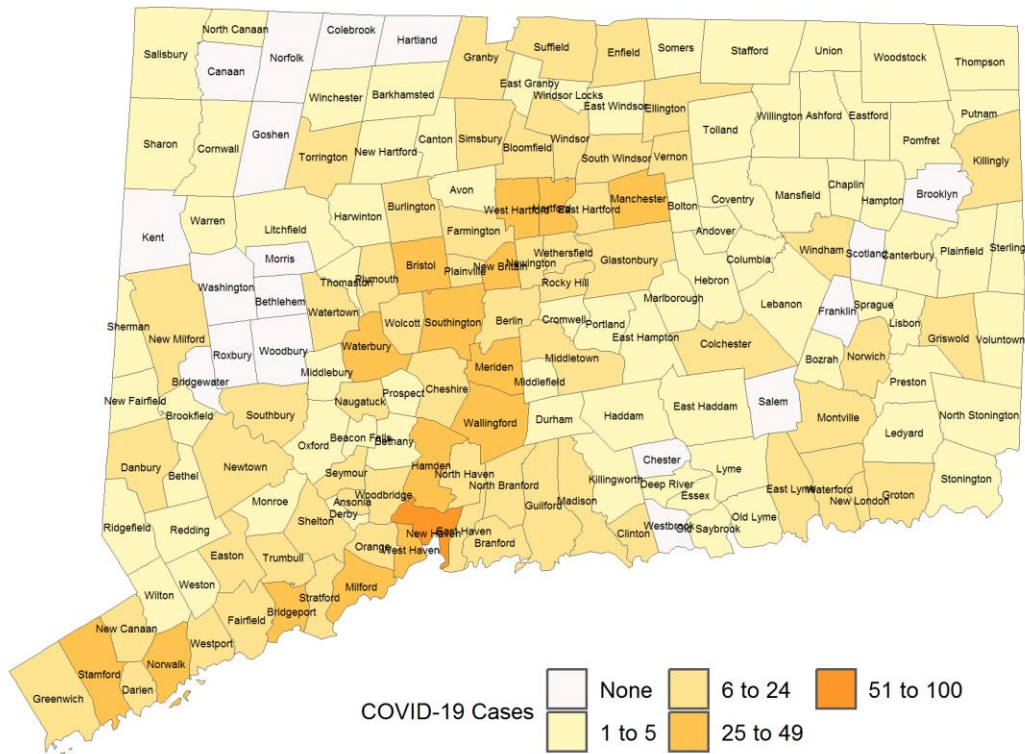 North Canaan
Colebrook
Hartland
Salisbury
Norfolk
Canaan
Suffield
Enfield
Somers
Stafford
Union
Woodstock
Thompson
Granby
East Granby
Windsor Locks
Winchester
Barkhamsted
East Windsor
Ellington
Willington
Ashford
Eastford
Putnam
Pomfret
Sharon
Cornwall
Goshen
Torrington
New Hartford
Canton
Simsbury
Bloomfield
Windsor
South Windsor
Vernon
Tolland
Killingly
Avon
West Hartford
Hartford
East Hartford
Manchester
Bolton
Coventry
Mansfield
Chaplin
Hampton
Brooklyn
Kent
Warren
Litchfield
Harwinton
Burlington
Farmington
Andover
Columbia
Windham
Scotland
Canterbury
Plainfield
Sterling
Morris
Washington
Bethlehem
Thomaston
Plymouth
Bristol
Plainville
New Britain
Newington
Wethersfield
Rocky Hill
Glastonbury
Hebron
Marlborough
Lebanon
Franklin
Sprague
Lisbon
Griswold
Voluntown
Sherman
New Milford
Watertown
Wolcott
Southington
Berlin
Cromwell
Portland
East Hampton
Colchester
Bozrah
Norwich
Preston
Roxbury
Woodbury
Waterbury
Bridgewater
Middlebury
Meriden
Middletown
Middlefield
New Fairfield
Brookfield
Southbury
Naugatuck
Prospect
Cheshire
Wallingford
Durham
Haddam
East Haddam
Salem
Montville
Ledyard
North Stonington
Danbury
Bethel
Newtown
Oxford
Beacon Falls
Bethany
Hamden
North Haven
North Branford
Chester
Deep River
Killingworth
Essex
Lyme
East Lyme
Waterford
New London
Groton
Stonington
Seymour
Woodbridge
Ansonia
Derby
Monroe
Shelton
Ridgefield
Redding
New Haven
East Haven
Branford
Guilford
Madison
Clinton
Westbrook
Old Saybrook
Old Lyme
Easton
Trumbull
Orange
West Haven
Wilton
Weston
Stratford
Milford
Bridgeport
Fairfield
New Canaan
Westport
Norwalk
Stamford
Darien
Greenwich
COVID-19 Cases
None
6 to 24
51 to 100
1 to 5
25 to 49